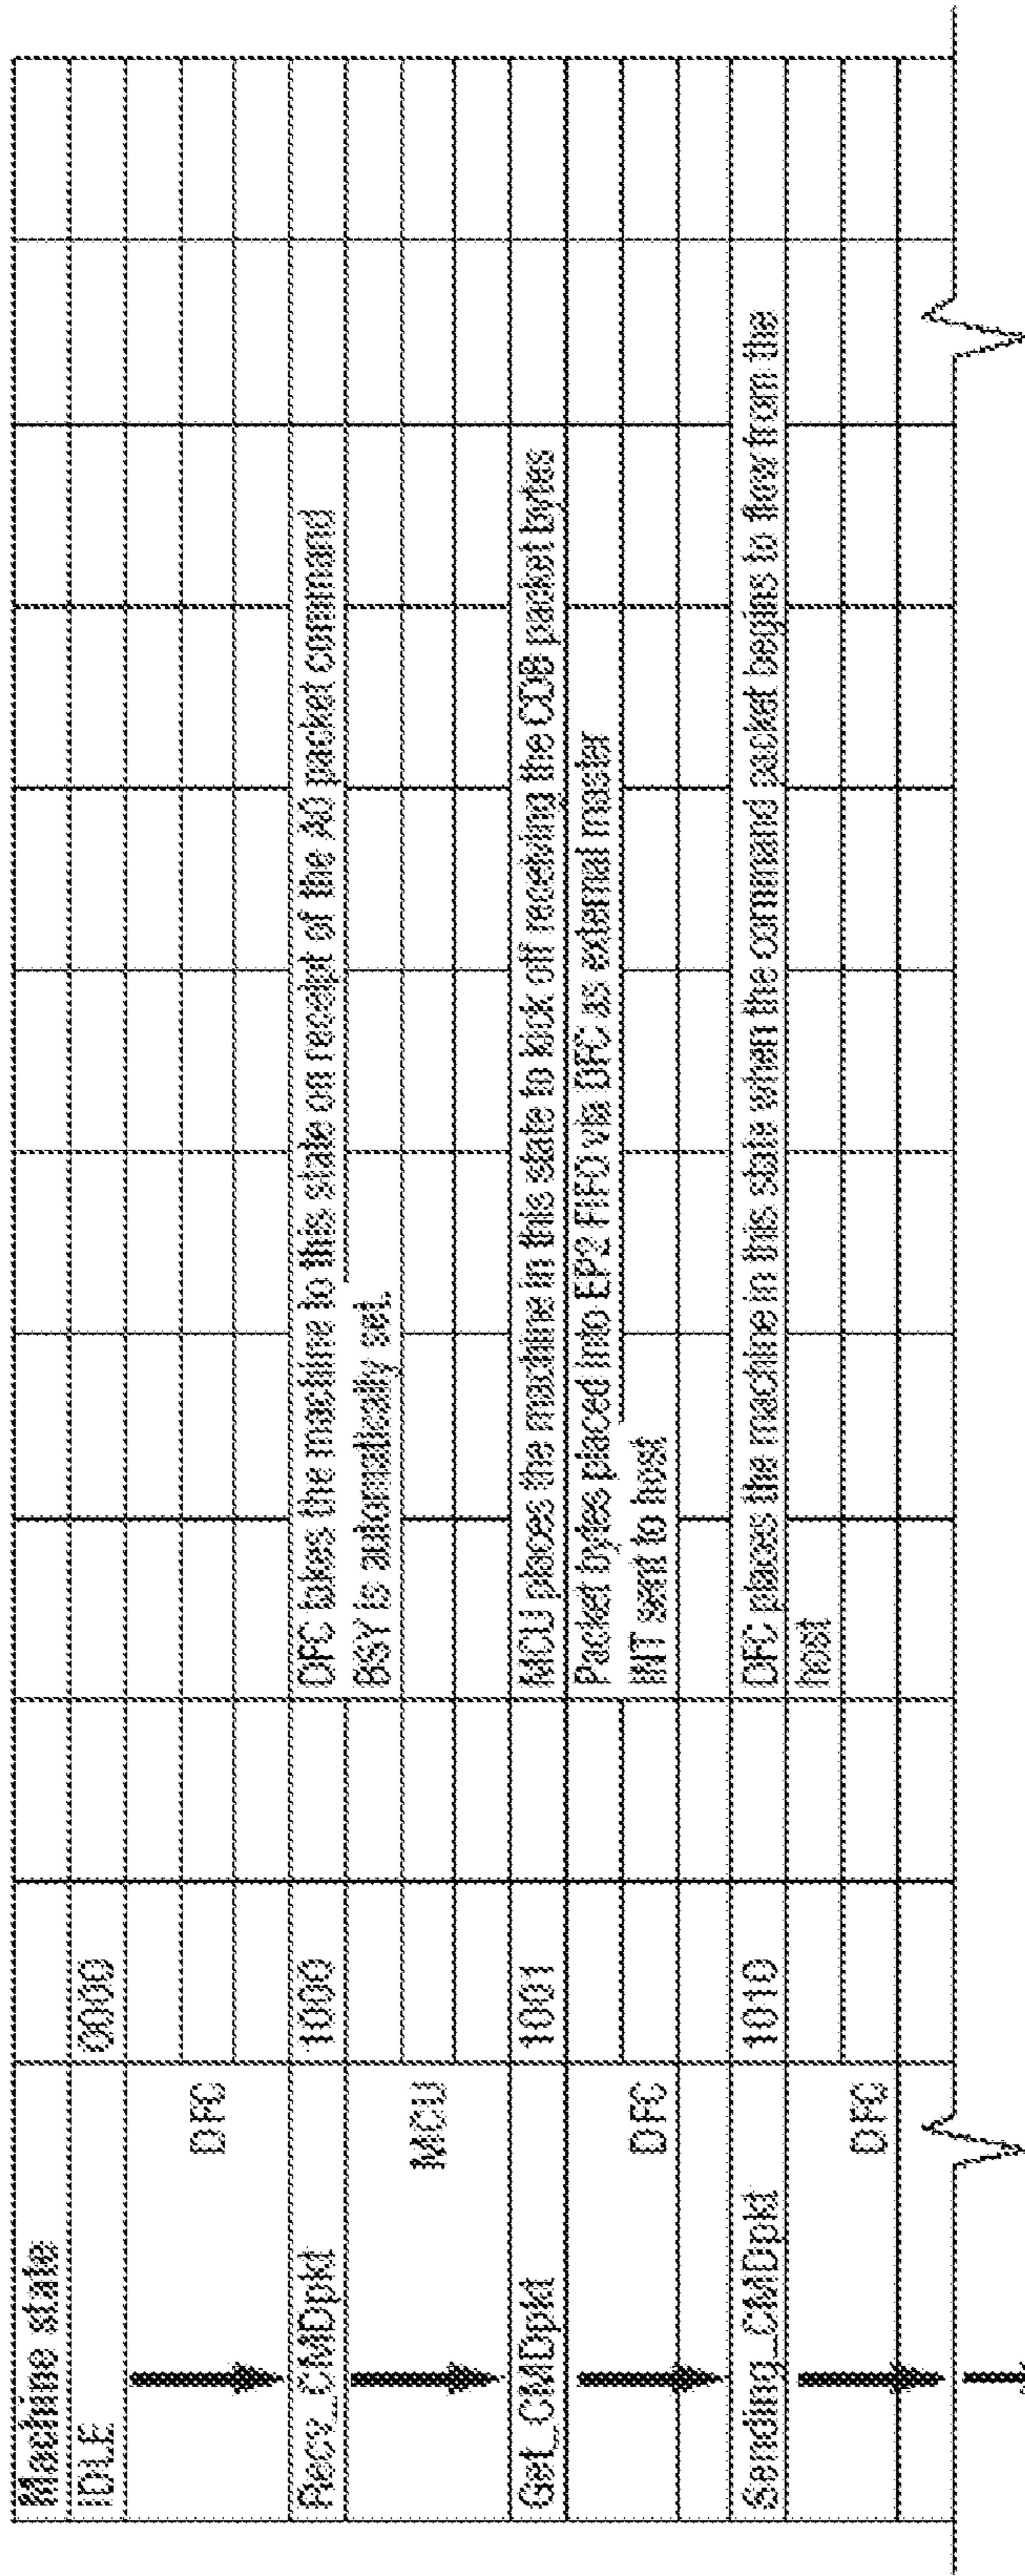 Machine state
IDLE 0000
DFC
Recv_CMDpkt 1000 DFC takes the machine to this state on receipt of the A0 packet command
BSY is automatically set.
MCU
Get_CMDpkt 1001 MCU places the machine in this state to kick off receiving the CDB packet bytes
Packet bytes placed into EP2 FIFO via DFC as external master
DFC INT sent to host
Sending_CMDpkt 1010 DFC places the machine in this state when the command packet begins to flow from the
host
DFC